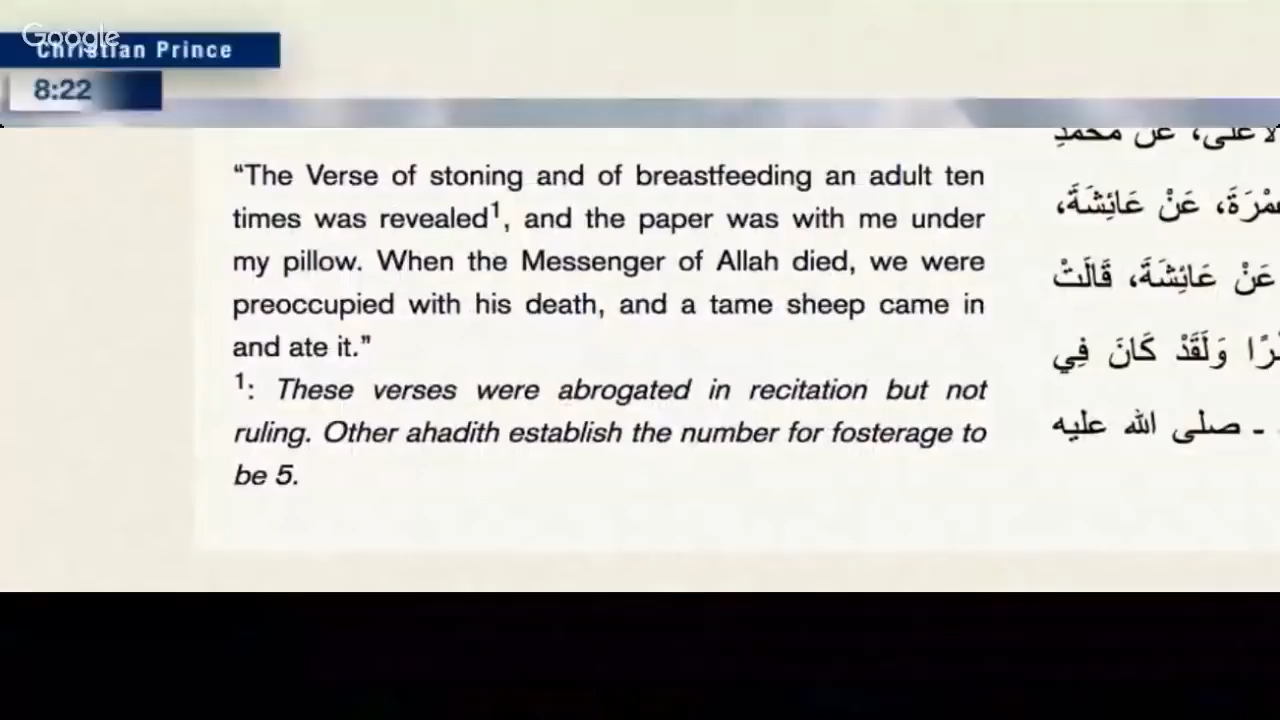 Google
Christian Prince
8:22
“The Verse of stoning and of breastfeeding an adult ten
times was revealed¹, and the paper was with me under
my pillow. When the Messenger of Allah died, we were
preoccupied with his death, and a tame sheep came in
and ate it.”
¹: These verses were abrogated in recitation but not
ruling. Other ahadith establish the number for fosterage to
be 5.
عَنْ مُحَمَّدِ
عَنْ عَائِشَةَ،
عَنْ عَائِشَةَ، قَالَتْ
وَلَقَدْ كَانَ فِي
ـ صلى الله عليه